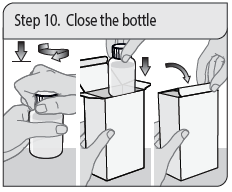 Step 10. Close the bottle